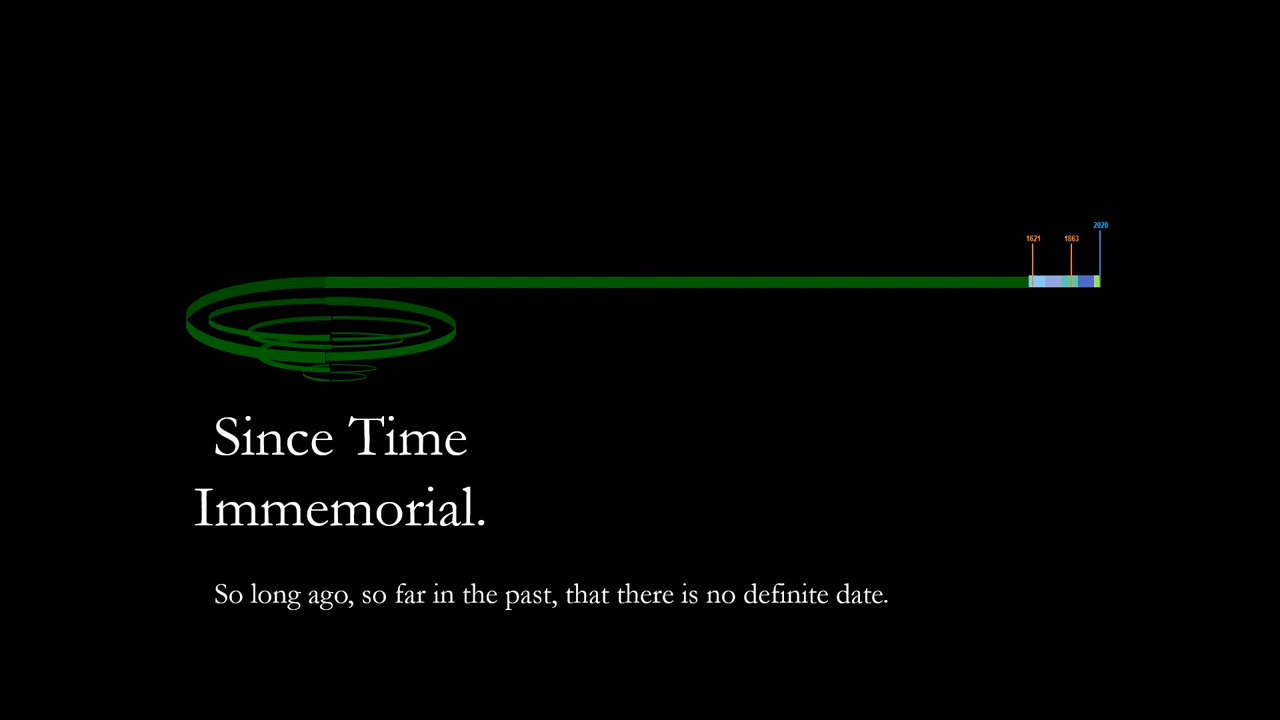 2020
1621 1863
Since Time
Immemorial.
So long ago, so far in the past, that there is no definite date.